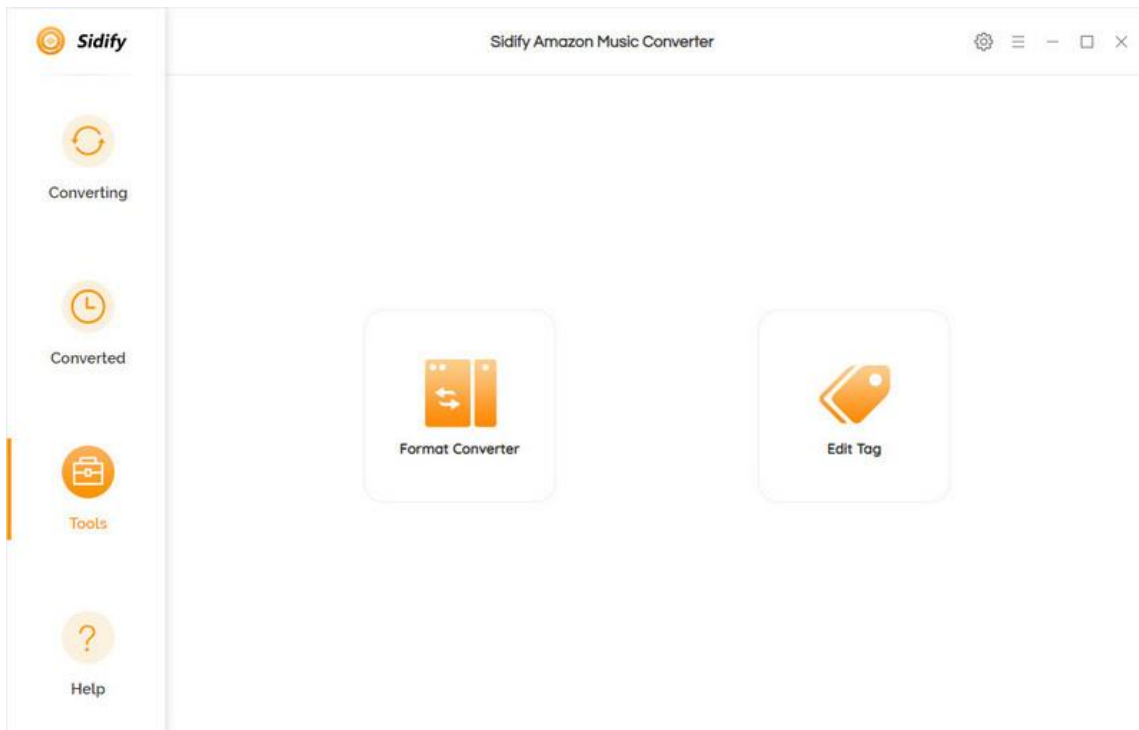 Sidify
Sidify Amazon Music Converter
Converting
Converted
Tools
Help
Format Converter
Edit Tag